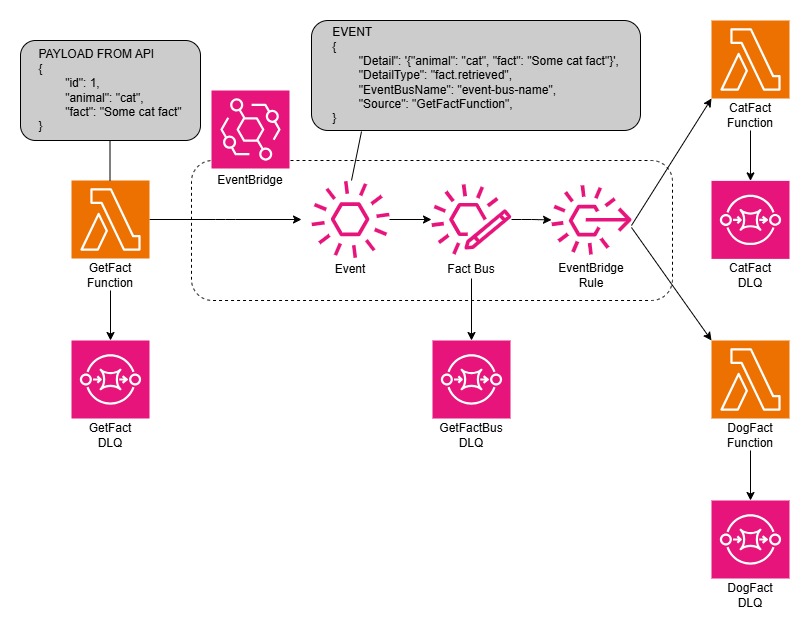 PAYLOAD FROM API
{
"id": 1,
"animal": "cat",
"fact": "Some cat fact"
}
EVENT
{
"Detail": '{"animal": "cat", "fact": "Some cat fact"}',
"DetailType": "fact.retrieved",
"EventBusName": "event-bus-name",
"Source": "GetFactFunction",
}
EventBridge
GetFact
Function
Event
Fact Bus
EventBridge
Rule
CatFact
Function
CatFact
DLQ
GetFact
DLQ
GetFactBus
DLQ
DogFact
Function
DogFact
DLQ